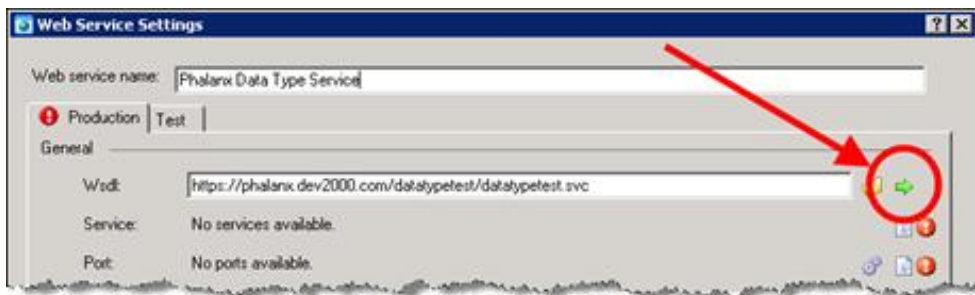 Web Service Settings
Web service name: Phalanx Data Type Service
Production Test
General
Wsdl: https://phalanx.dev2000.com/datatypetest/datatypetest.svc
Service: No services available.
Port: No ports available.